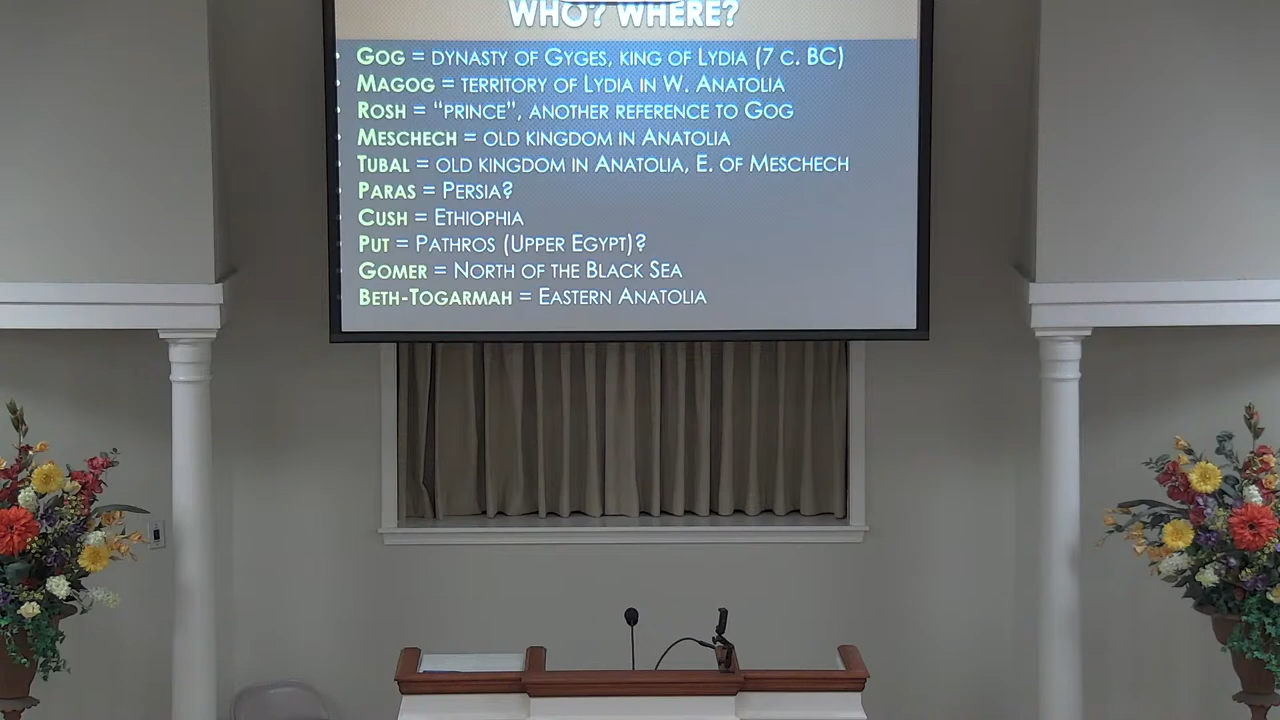 WHO? WHERE?
GOG = DYNASTY OF GYGES, KING OF LYDIA (7 C. BC)
MAGOG = TERRITORY OF LYDIA IN W. ANATOLIA
ROSH = “PRINCE”, ANOTHER REFERENCE TO GOG
MESCHECH = OLD KINGDOM IN ANATOLIA
TUBAL = OLD KINGDOM IN ANATOLIA, E. OF MESCHECH
PARAS = PERSIA?
CUSH = ETHIOPHIA
PUT = PATHROS (UPPER EGYPT)?
GOMER = NORTH OF THE BLACK SEA
BETH-TOGARMAH = EASTERN ANATOLIA